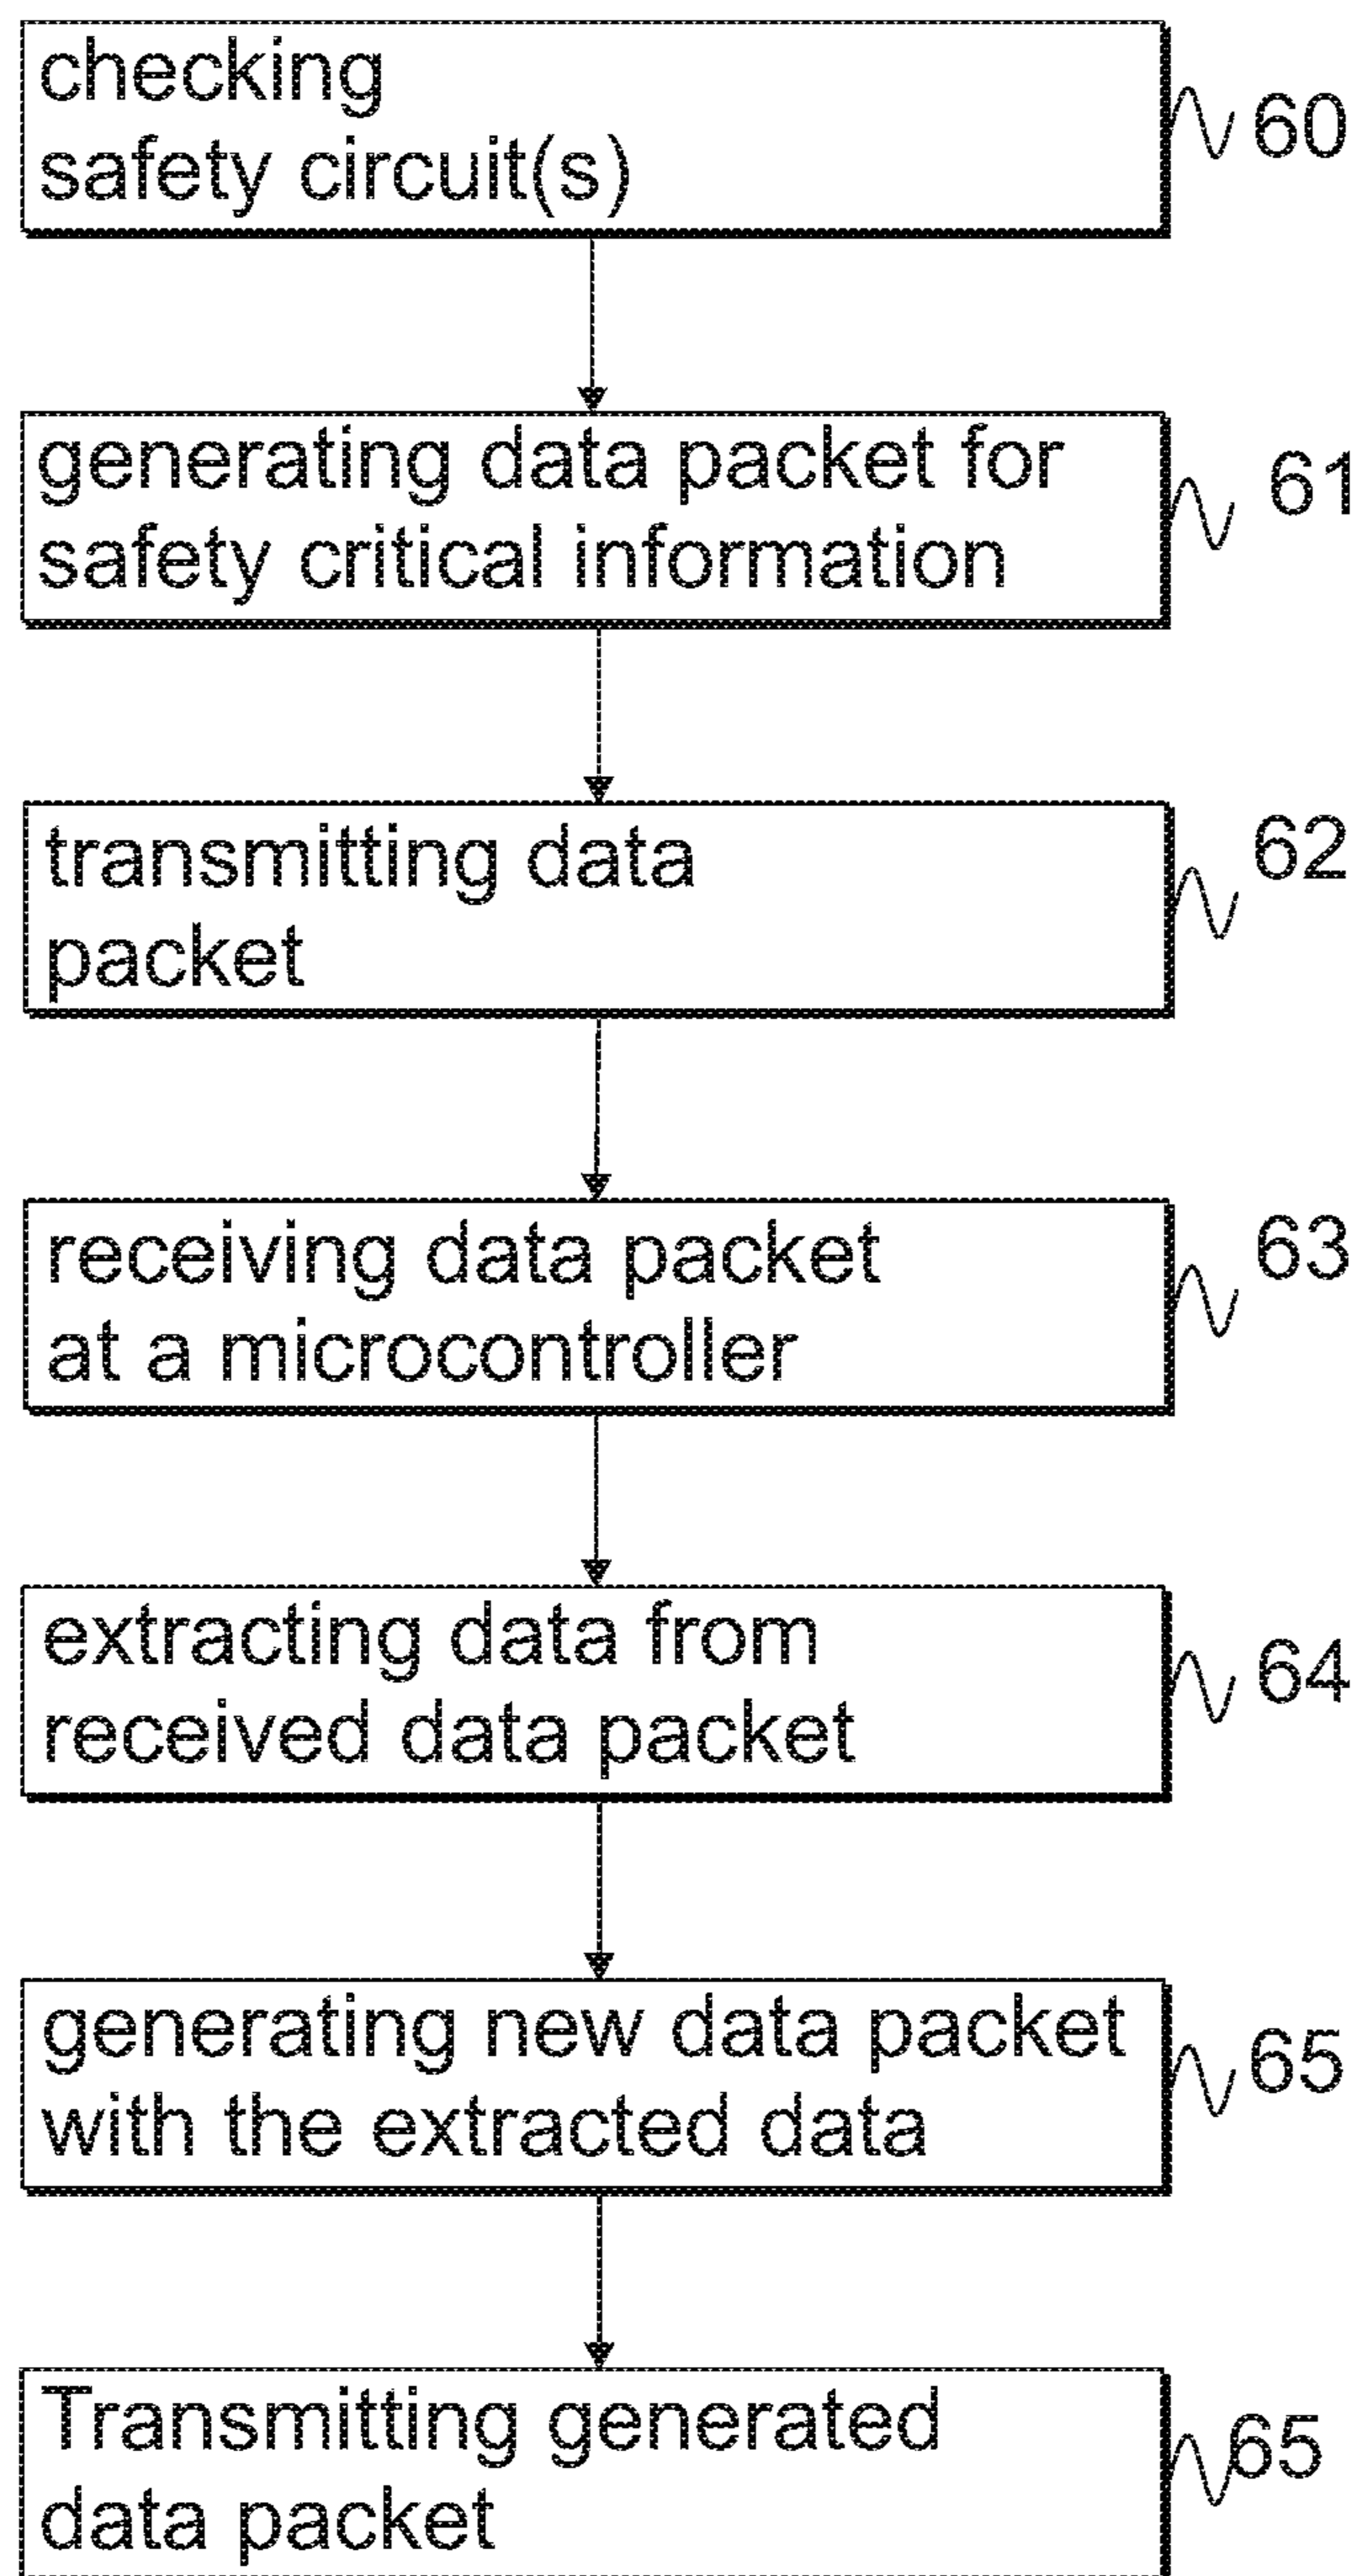 checking
safety circuit(s)
60
generating data packet for
safety critical information
61
transmitting data
packet
62
receiving data packet
at a microcontroller
63
extracting data from
received data packet
64
generating new data packet
with the extracted data
65
Transmitting generated
data packet
65